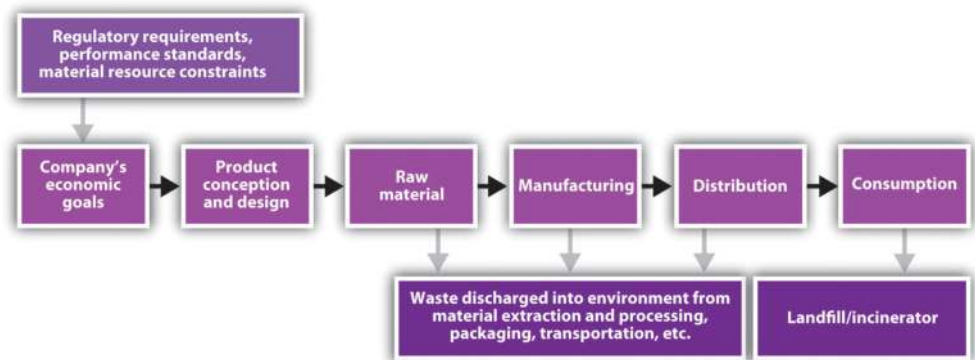 Regulatory requirements,
performance standards,
material resource constraints
Company's
economic
goals
Product
conception
and design
Raw
material
Manufacturing
Distribution
Consumption
Waste discharged into environment from
material extraction and processing,
packaging, transportation, etc.
Landfill/incinerator